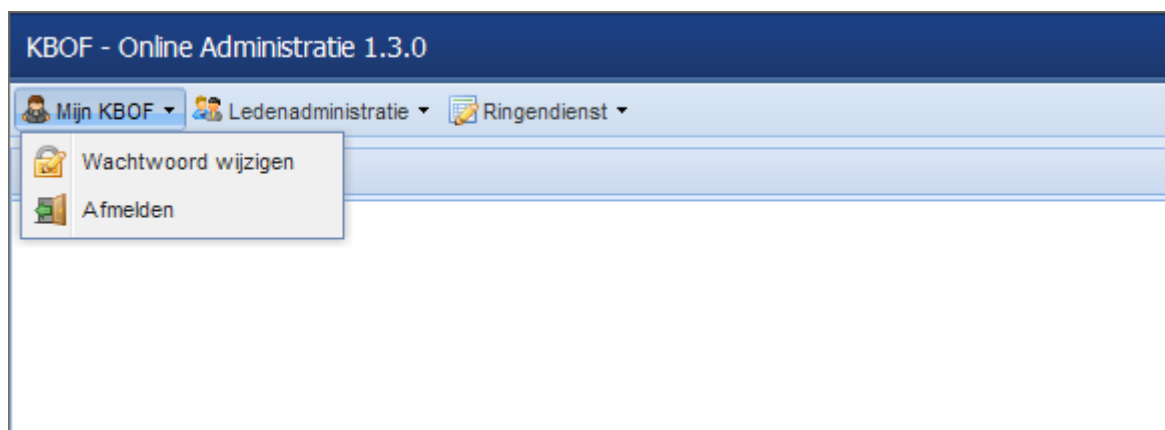 KBOF - Online Administratie 1.3.0
Mijn KBOF Ledenadministratie Ringendienst
Wachtwoord wijzigen
Afmelden